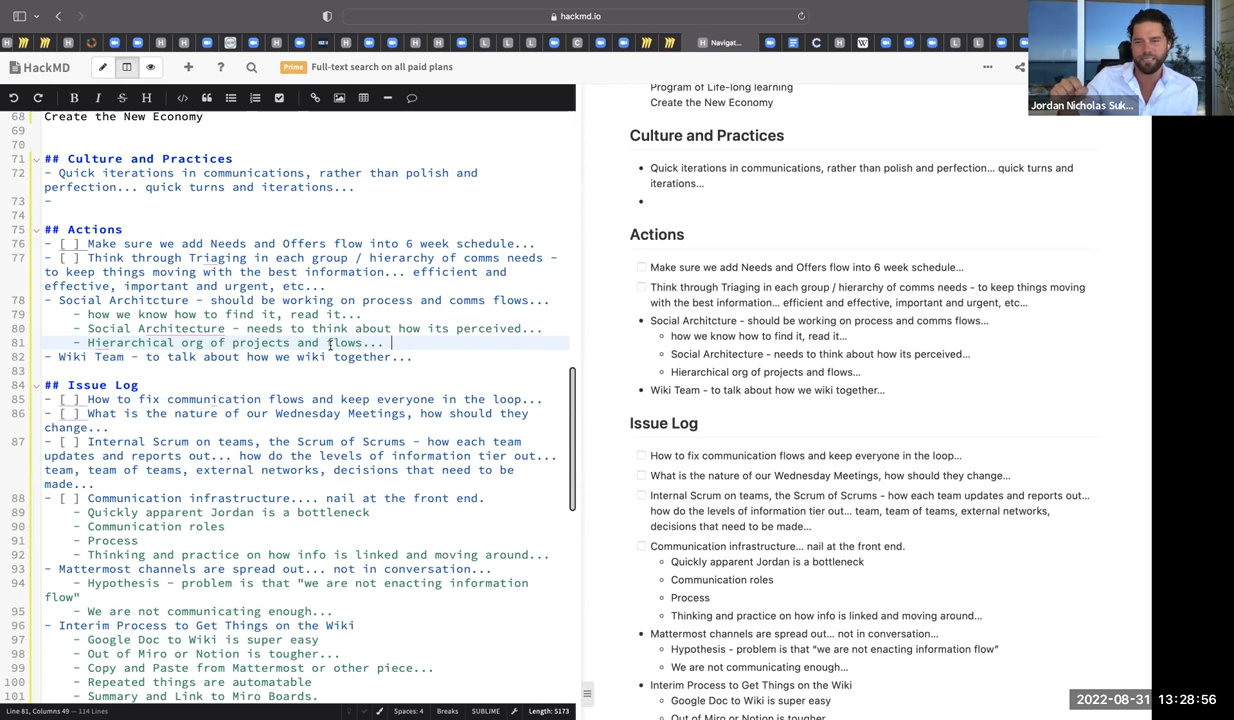 hackmd.io
Navigat...
HackMD
Prime Full-text search on all paid plans
68 Create the New Economy
69
70
71 ## Culture and Practices
72 - Quick iterations in communications, rather than polish and
perfection... quick turns and iterations...
73 -
74
75 ## Actions
76 - [ ] Make sure we add Needs and Offers flow into 6 week schedule...
77 - [ ] Think through Triaging in each group / hierarchy of comms needs -
to keep things moving with the best information... efficient and
effective, important and urgent, etc...
78 - Social Architcture - should be working on process and comms flows...
79 - how we know how to find it, read it...
80 - Social Architecture - needs to think about how its perceived...
81 - Hierarchical org of projects and flows...
82 - Wiki Team - to talk about how we wiki together...
83
84 ## Issue Log
85 - [ ] How to fix communication flows and keep everyone in the loop...
86 - [ ] What is the nature of our Wednesday Meetings, how should they
change...
87 - [ ] Internal Scrum on teams, the Scrum of Scrums - how each team
updates and reports out... how do the levels of information tier out...
team, team of teams, external networks, decisions that need to be
made...
88 - [ ] Communication infrastructure.... nail at the front end.
89 - Quickly apparent Jordan is a bottleneck
90 - Communication roles
91 - Process
92 - Thinking and practice on how info is linked and moving around...
93 - Mattermost channels are spread out... not in conversation...
94 - Hypothesis - problem is that "we are not enacting information
flow"
95 - We are not communicating enough...
96 - Interim Process to Get Things on the Wiki
97 - Google Doc to Wiki is super easy
98 - Out of Miro or Notion is tougher...
99 - Copy and Paste from Mattermost or other piece...
100 - Repeated things are automatable
101 - Summary and Link to Miro Boards.
Line 81, Columns 49 — 114 Lines
Spaces: 4 Breaks SUBLIME Length: 5173
Program of Life-long learning
Create the New Economy
Culture and Practices
• Quick iterations in communications, rather than polish and perfection... quick turns and
iterations...
•
Actions
Make sure we add Needs and Offers flow into 6 week schedule...
Think through Triaging in each group / hierarchy of comms needs - to keep things moving
with the best information... efficient and effective, important and urgent, etc...
• Social Architcture - should be working on process and comms flows...
how we know how to find it, read it...
Social Architecture - needs to think about how its perceived...
Hierarchical org of projects and flows...
• Wiki Team - to talk about how we wiki together...
Issue Log
How to fix communication flows and keep everyone in the loop...
What is the nature of our Wednesday Meetings, how should they change...
Internal Scrum on teams, the Scrum of Scrums - how each team updates and reports out...
how do the levels of information tier out... team, team of teams, external networks,
decisions that need to be made...
Communication infrastructure... nail at the front end.
Quickly apparent Jordan is a bottleneck
Communication roles
Process
Thinking and practice on how info is linked and moving around...
• Mattermost channels are spread out... not in conversation...
Hypothesis - problem is that “we are not enacting information flow”
We are not communicating enough...
• Interim Process to Get Things on the Wiki
Google Doc to Wiki is super easy
Out of Miro or Notion is tougher
Jordan Nicholas Suk...
2022-08-31 13:28:56